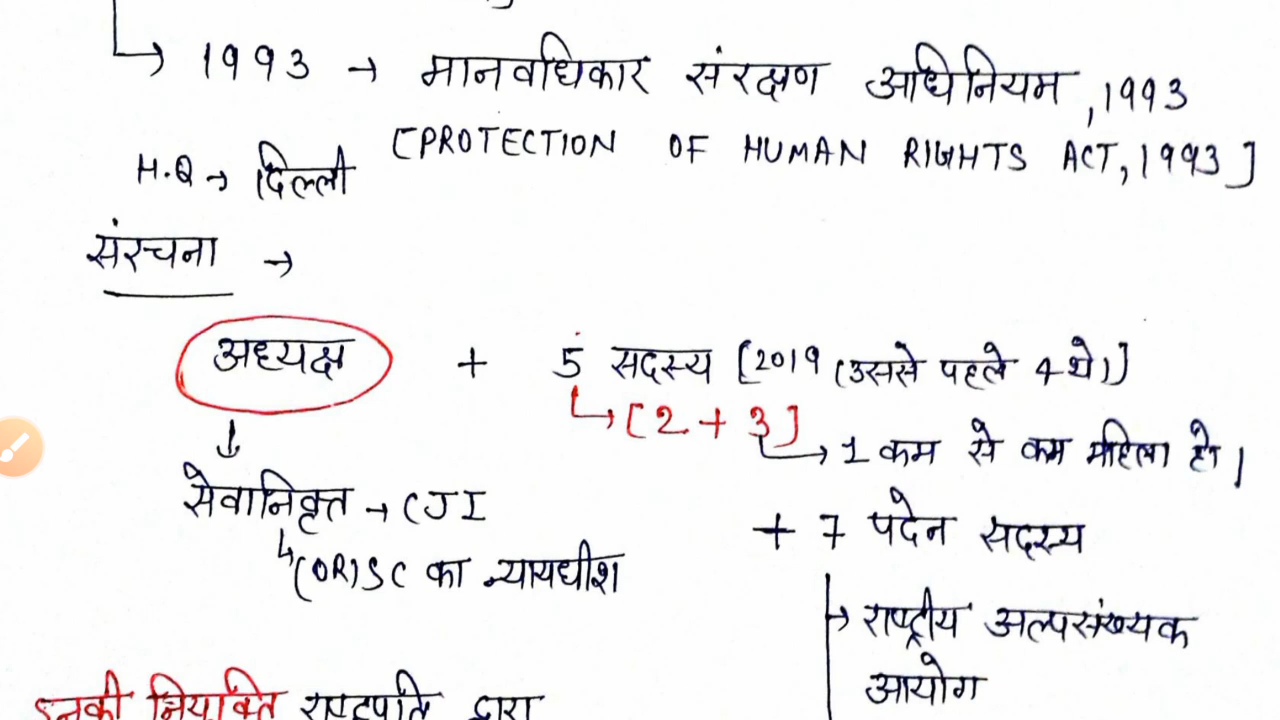 1993 → मानवधिकार संरक्षण अधिनियम, 1993
[PROTECTION OF HUMAN RIGHTS ACT, 1993]
H.Q → दिल्ली
संरचना →
अध्यक्ष + 5 सदस्य [2019 (उससे पहले 4 थे।)]
→ [2 + 3]
→ 1 कम से कम महिला हो।
सेवानिवृत्त → CJI
(OR) SC का न्यायधीश
+ 7 पदेन सदस्य
→ राष्ट्रीय अल्पसंख्यक
आयोग
इनकी नियुक्ति राष्ट्रपति द्वारा